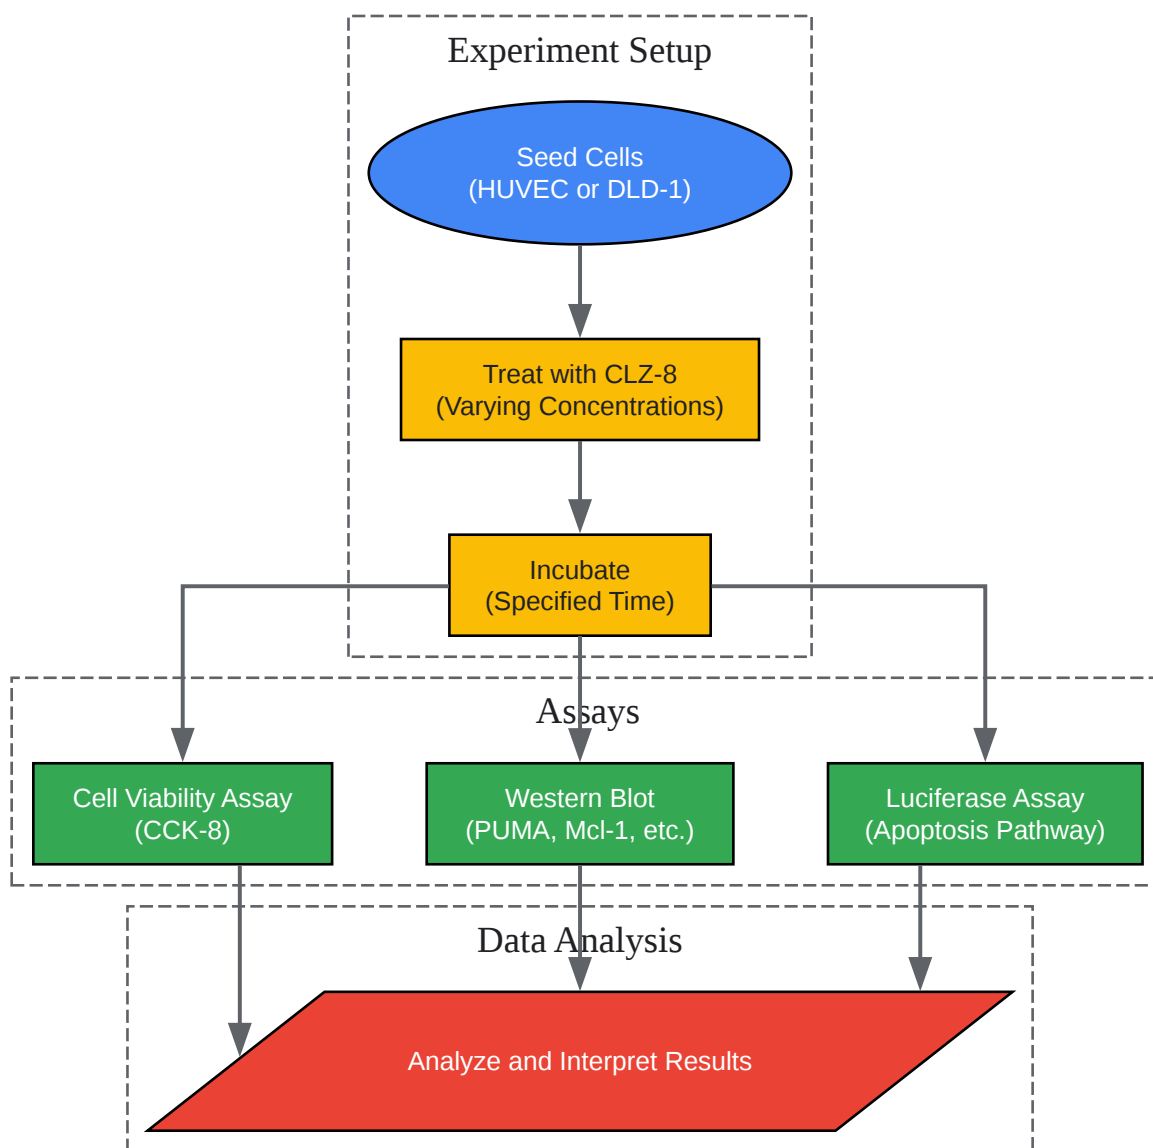 Experiment Setup
Seed Cells
(HUVEC or DLD-1)
Treat with CLZ-8
(Varying Concentrations)
Incubate
(Specified Time)
Assays
Cell Viability Assay
(CCK-8)
Western Blot
(PUMA, Mcl-1, etc.)
Luciferase Assay
(Apoptosis Pathway)
Data Analysis
Analyze and Interpret Results